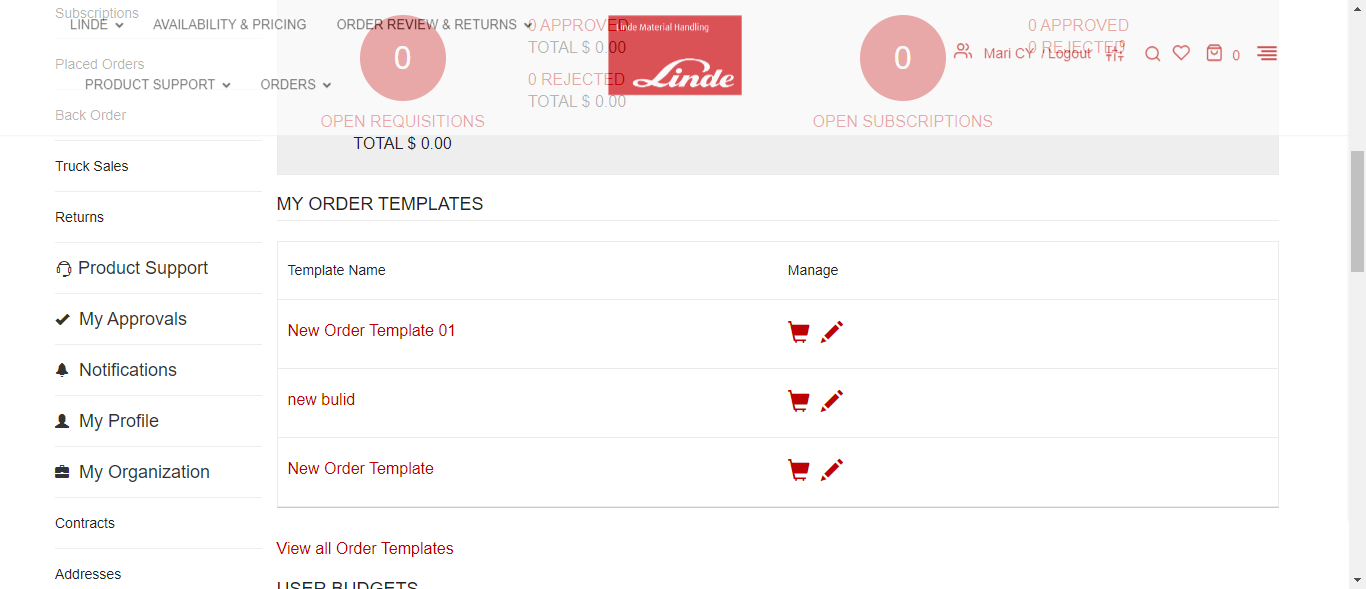 Subscriptions
LINDE
AVAILABILITY & PRICING
ORDER REVIEW & RETURNS
PRODUCT SUPPORT
ORDERS
Linde Material Handling
Linde
Mari CY / Logout
0
0
Placed Orders
Back Order
Truck Sales
Returns
Product Support
My Approvals
Notifications
My Profile
My Organization
Contracts
Addresses
0
OPEN REQUISITIONS
TOTAL $ 0.00
0 APPROVED
TOTAL $ 0.00
0 REJECTED
TOTAL $ 0.00
0
OPEN SUBSCRIPTIONS
0 APPROVED
0 REJECTED
MY ORDER TEMPLATES
Template Name Manage
New Order Template 01
new bulid
New Order Template
View all Order Templates
USER BUDGETS